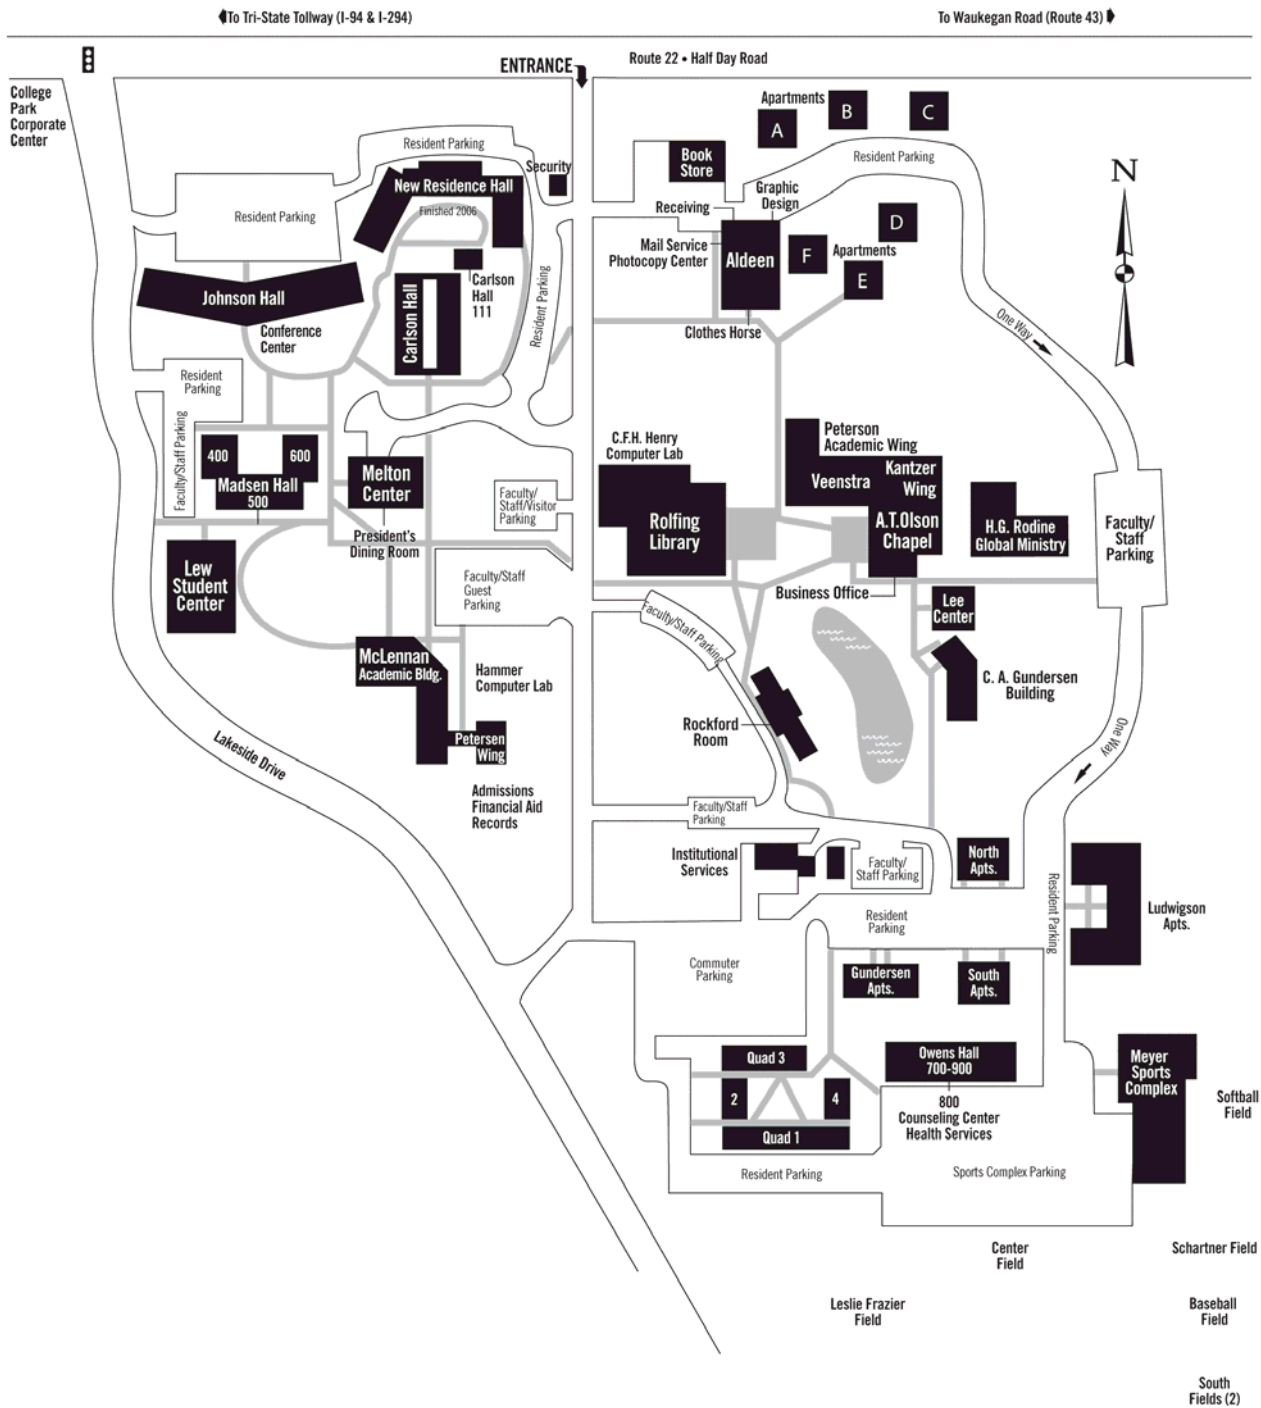 To Tri-State Tollway (I-94 & I-294)
To Waukegan Road (Route 43)
Route 22 • Half Day Road
ENTRANCE
College
Park
Corporate
Center
Apartments
A
B
C
Resident Parking
Resident Parking
Security
Book
Store
N
New Residence Hall
Finished 2006
Resident Parking
Graphic
Design
Receiving
D
Mail Service
Photocopy Center
Aldeen
F
Apartments
E
Carlson
Hall
111
Johnson Hall
Carlson Hall
Resident Parking
Conference
Center
Clothes Horse
One Way
Resident
Parking
Faculty/Staff Parking
400
600
Madsen Hall
500
Melton
Center
C.F.H. Henry
Computer Lab
Peterson
Academic Wing
Veenstra
Kantzer
Wing
Faculty/
Staff/Visitor
Parking
Rolfing
Library
A.T.Olson
Chapel
H.G. Rodine
Global Ministry
Faculty/
Staff
Parking
President's
Dining Room
Lew
Student
Center
Faculty/Staff
Guest
Parking
Business Office
Lee
Center
Faculty/Staff Parking
McLennan
Academic Bldg.
Hammer
Computer Lab
C. A. Gundersen
Building
Rockford
Room
One Way
Petersen
Wing
Lakeside Drive
Admissions
Financial Aid
Records
Faculty/Staff
Parking
Institutional
Services
Faculty/
Staff Parking
North
Apts.
Resident Parking
Ludwigson
Apts.
Resident
Parking
Commuter
Parking
Gundersen
Apts.
South
Apts.
Quad 3
Owens Hall
700-900
Meyer
Sports
Complex
2
4
800
Counseling Center
Health Services
Softball
Field
Quad 1
Resident Parking
Sports Complex Parking
Center
Field
Schartner Field
Leslie Frazier
Field
Baseball
Field
South
Fields (2)